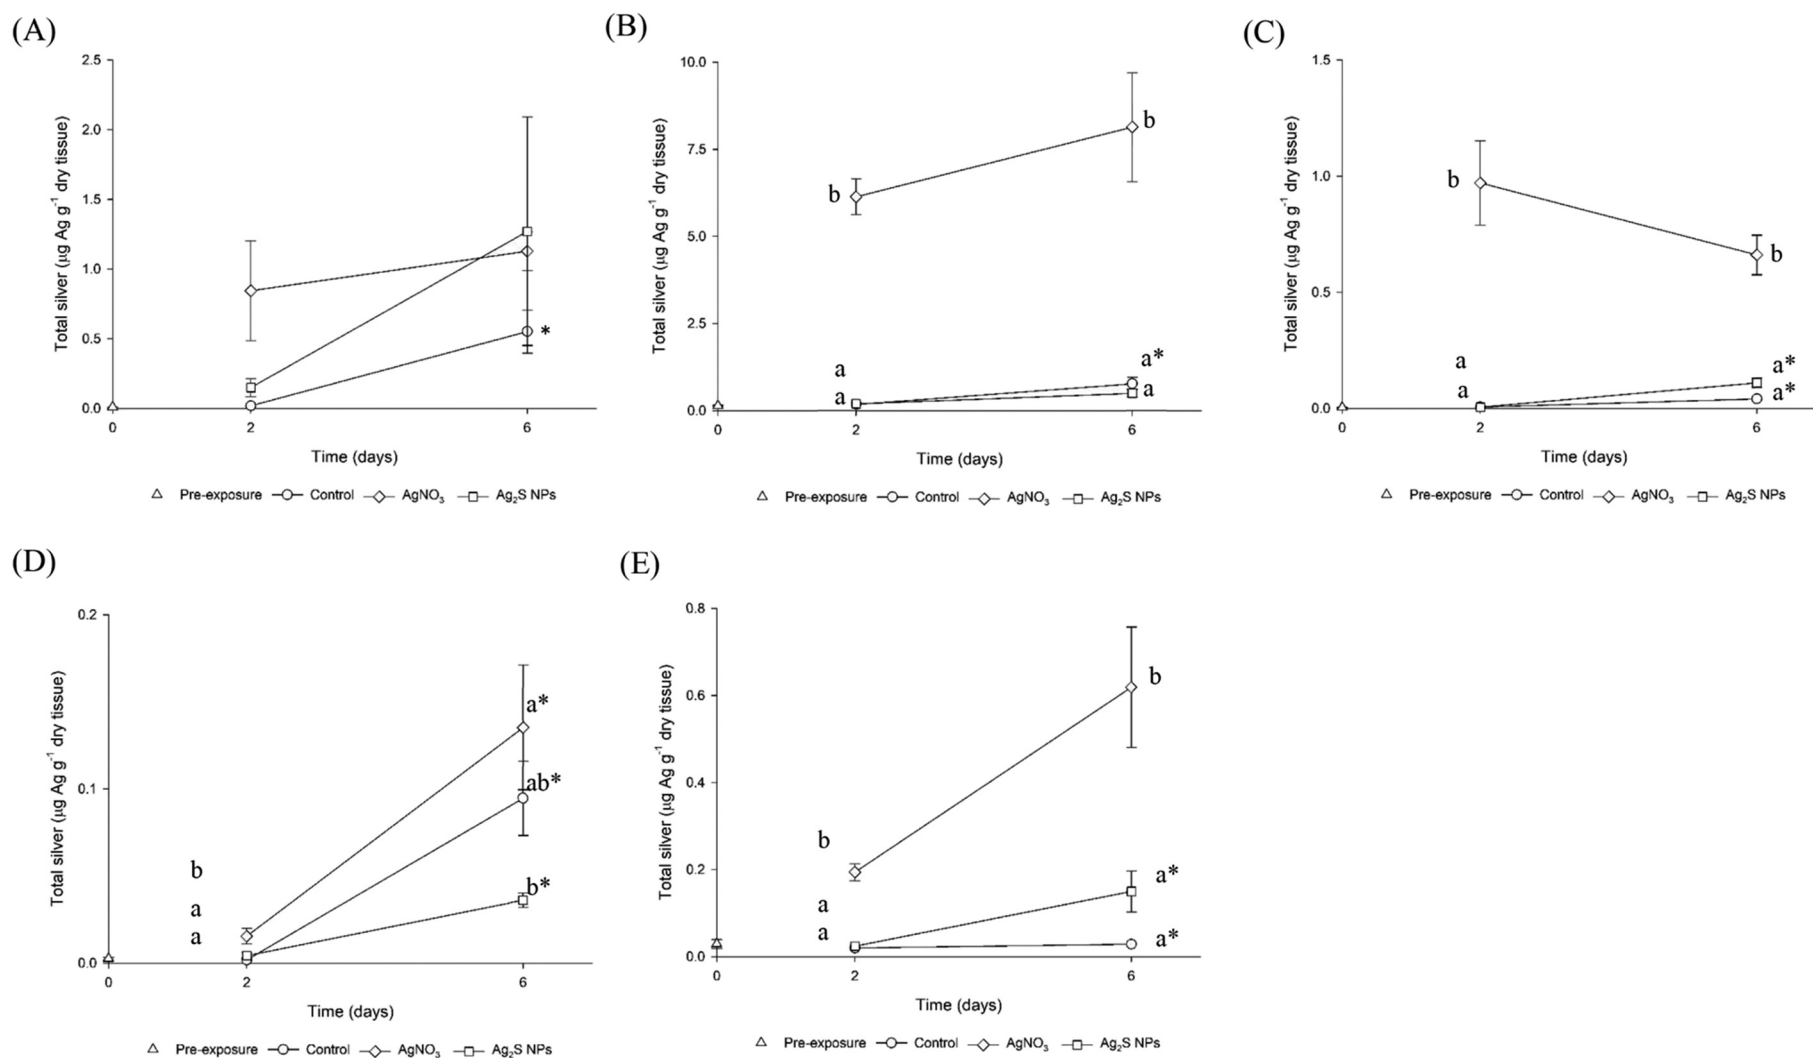 (A)
2.5
2.0
1.5
1.0
0.5
0.0
*
0
2
6
Total silver (µg Ag g⁻¹ dry tissue)
Time (days)
Pre-exposure Control AgNO₃ Ag₂S NPs
(B)
10.0
7.5
5.0
2.5
0.0
b
b
a
a
a*
a
0
2
6
Total silver (µg Ag g⁻¹ dry tissue)
Time (days)
Pre-exposure Control AgNO₃ Ag₂S NPs
(C)
1.5
1.0
0.5
0.0
b
b
a
a
a*
a*
0
2
6
Total silver (µg Ag g⁻¹ dry tissue)
Time (days)
Pre-exposure Control AgNO₃ Ag₂S NPs
(D)
0.2
0.1
0.0
a*
ab*
b*
b
a
a
0
2
6
Total silver (µg Ag g⁻¹ dry tissue)
Time (days)
Pre-exposure Control AgNO₃ Ag₂S NPs
(E)
0.8
0.6
0.4
0.2
0.0
b
b
a
a
a*
a*
0
2
6
Total silver (µg Ag g⁻¹ dry tissue)
Time (days)
Pre-exposure Control AgNO₃ Ag₂S NPs